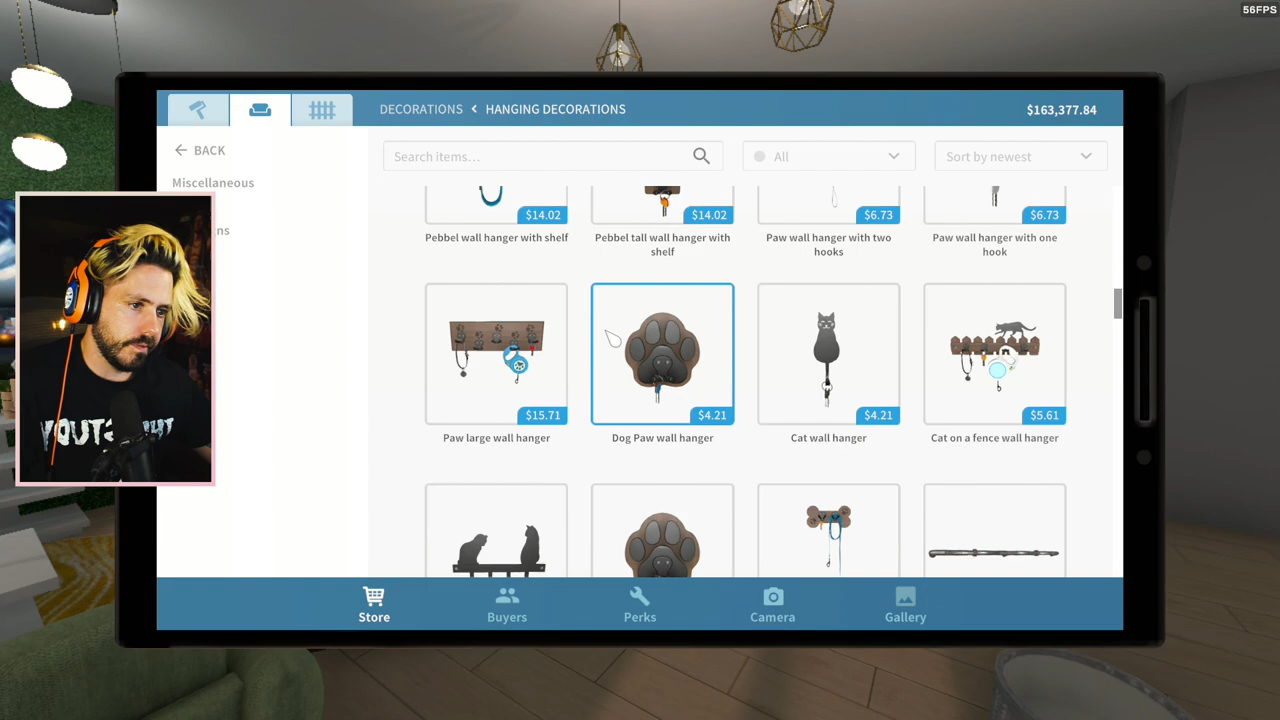 56FPS
DECORATIONS < HANGING DECORATIONS
$163,377.84
BACK
Search items...
All
Sort by newest
Miscellaneous
ns
$14.02
$14.02
$6.73
$6.73
Pebbel wall hanger with shelf
Pebbel tall wall hanger with
shelf
Paw wall hanger with two
hooks
Paw wall hanger with one
hook
$15.71
$4.21
$4.21
$5.61
Paw large wall hanger
Dog Paw wall hanger
Cat wall hanger
Cat on a fence wall hanger
Store
Buyers
Perks
Camera
Gallery